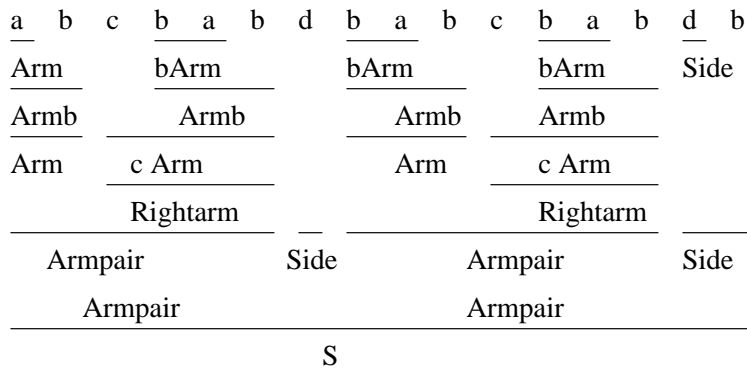 a b c b a b d b a b c b a b d b
Arm bArm bArm bArm Side
Armb Armb Armb Armb
Arm c Arm Arm c Arm
Rightarm Rightarm
Armpair Side Armpair Side
Armpair Armpair
S